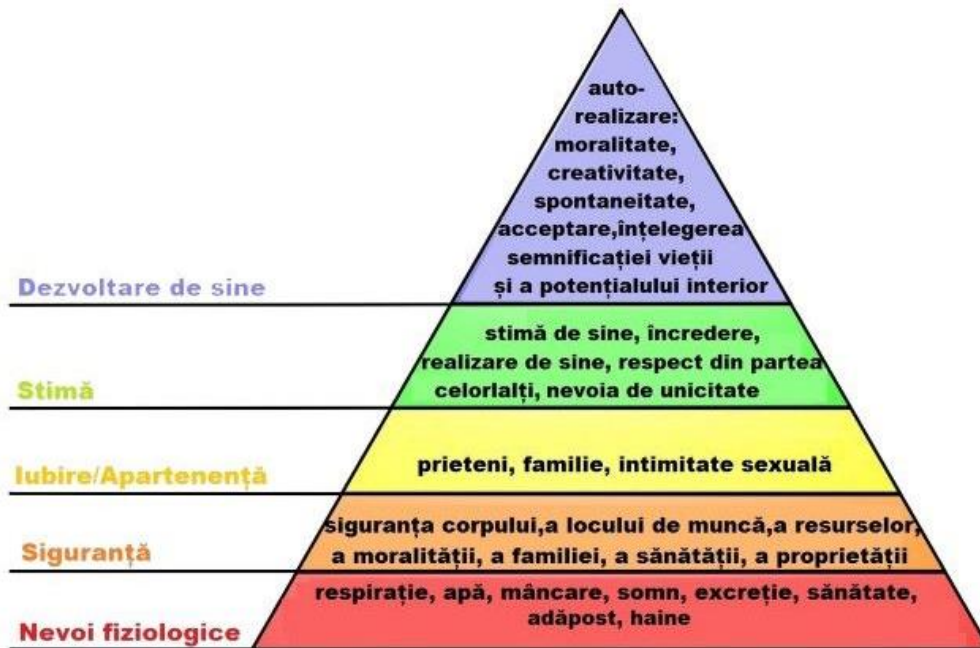 auto-
realizare:
moralitate,
creativitate,
spontaneitate,
acceptare,înțelegerea
semnificației vieții
și a potențialului interior
Dezvoltare de sine
stimă de sine, încredere,
realizare de sine, respect din partea
celorlalți, nevoia de unicitate
Stimă
prieteni, familie, intimitate sexuală
Iubire/Apartenență
siguranța corpului,a locului de muncă,a resurselor,
a moralității, a familiei, a sănătății, a proprietății
Siguranță
respirație, apă, mâncare, somn, excreție, sănătate,
adăpost, haine
Nevoi fiziologice